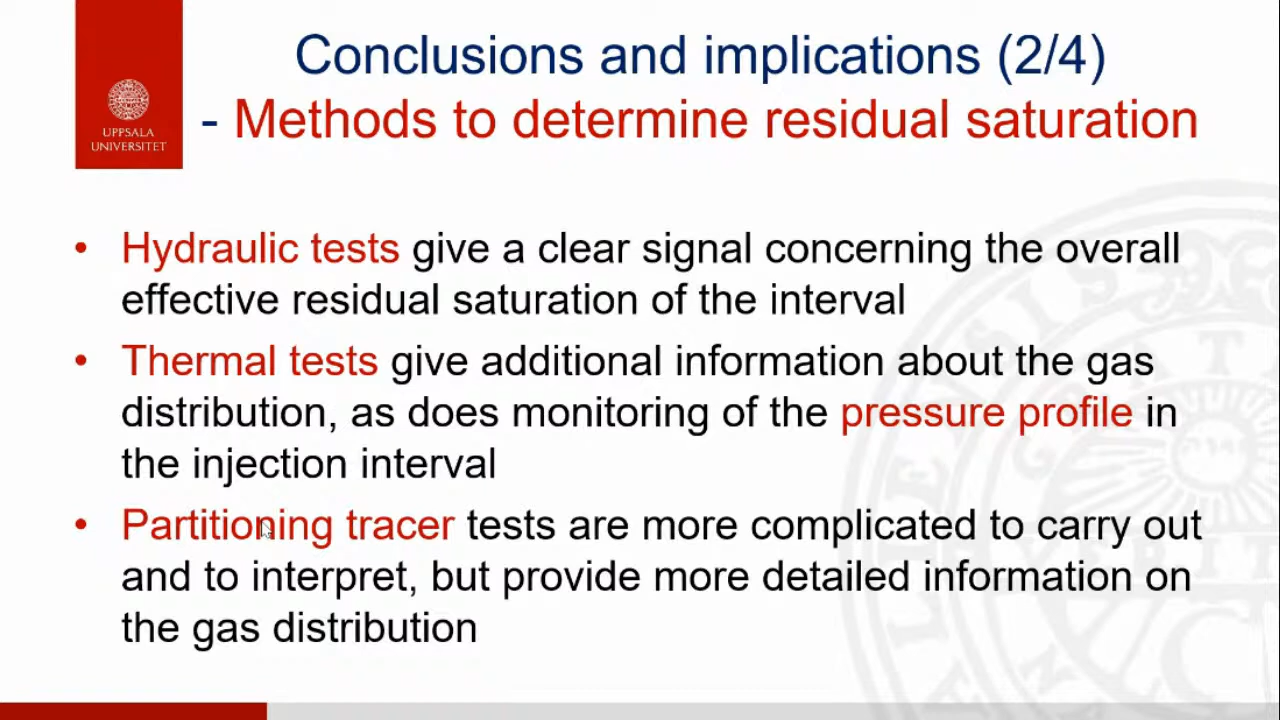 Conclusions and implications (2/4)
- Methods to determine residual saturation
UPPSALA
UNIVERSITET
• Hydraulic tests give a clear signal concerning the overall
effective residual saturation of the interval
• Thermal tests give additional information about the gas
distribution, as does monitoring of the pressure profile in
the injection interval
• Partitioning tracer tests are more complicated to carry out
and to interpret, but provide more detailed information on
the gas distribution